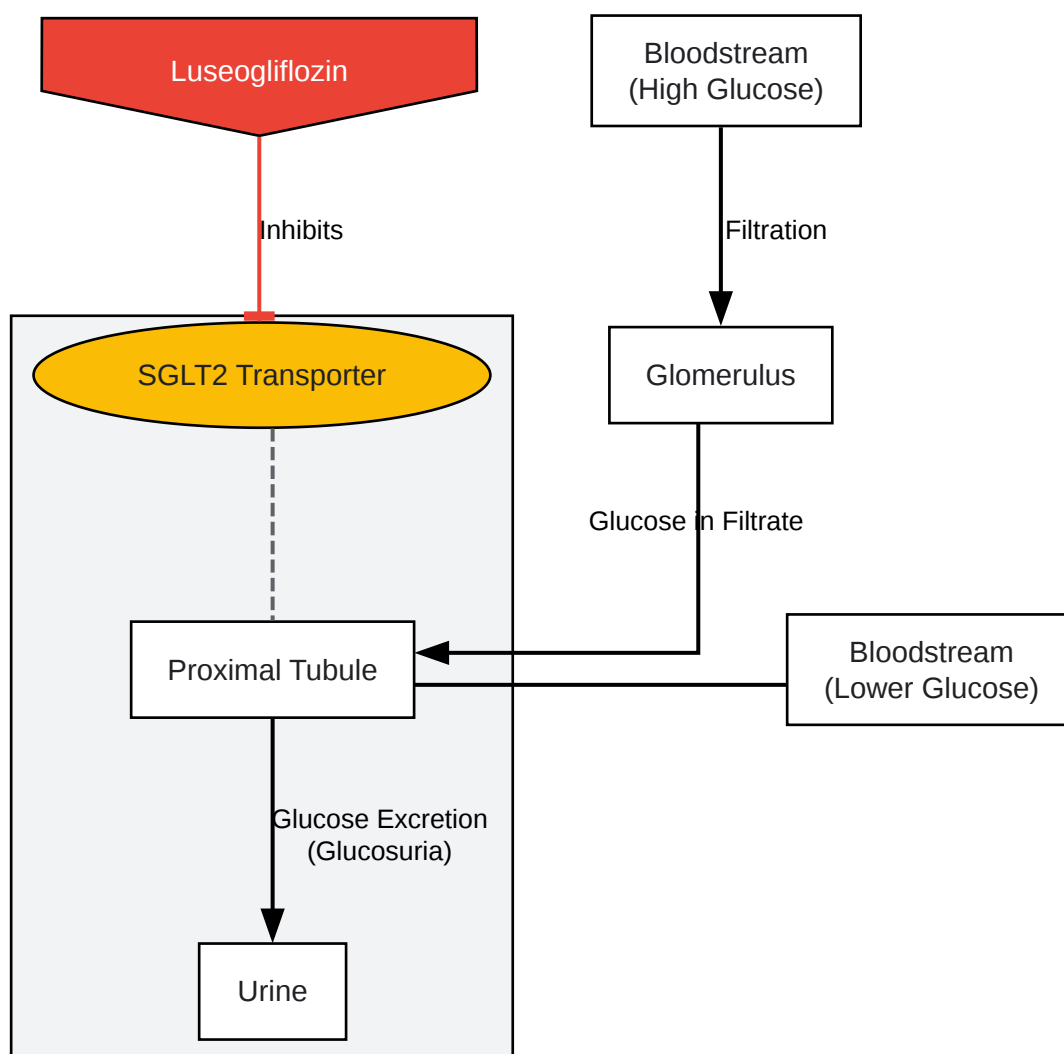 Luseogliflozin
Bloodstream
(High Glucose)
Inhibits
Filtration
SGLT2 Transporter
Glomerulus
Glucose in Filtrate
Proximal Tubule
Bloodstream
(Lower Glucose)
Glucose Excretion
(Glucosuria)
Urine